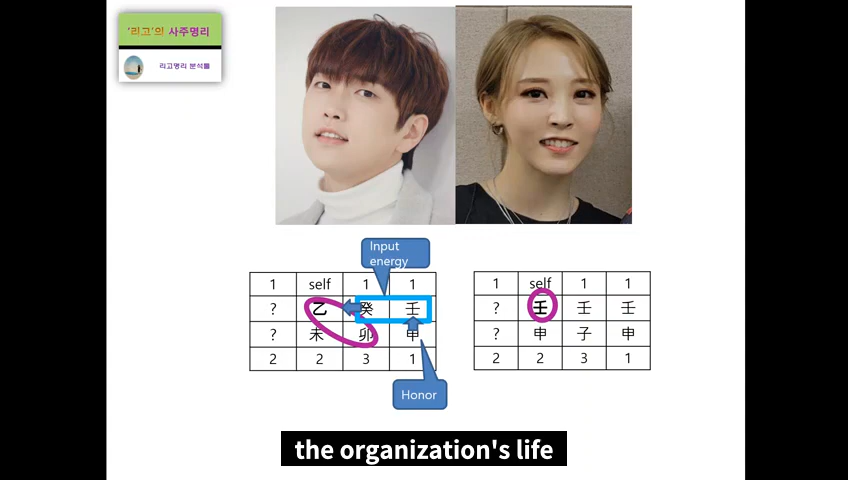 '리고'의 사주명리
리고명리 분석틀
Input
energy
1 self 1 1
? 乙 癸 壬
? 未 卯 申
2 2 3 1
Honor
1 self 1 1
? 壬 壬 壬
? 申 子 申
2 2 3 1
the organization's life